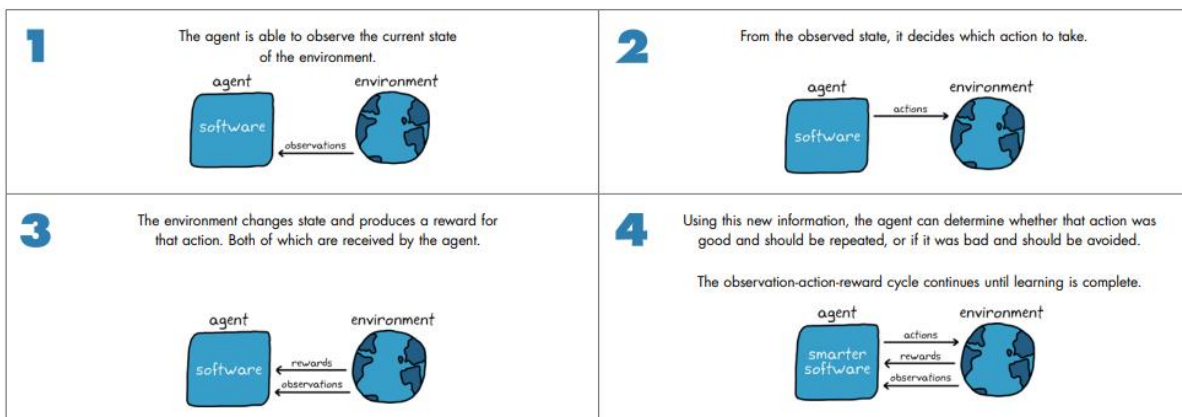 1
The agent is able to observe the current state
of the environment.
agent
environment
software
observations
2
From the observed state, it decides which action to take.
agent
environment
actions
software
3
The environment changes state and produces a reward for
that action. Both of which are received by the agent.
agent
environment
software
rewards
observations
4
Using this new information, the agent can determine whether that action was
good and should be repeated, or if it was bad and should be avoided.
The observation-action-reward cycle continues until learning is complete.
agent
environment
actions
smarter
software
rewards
observations